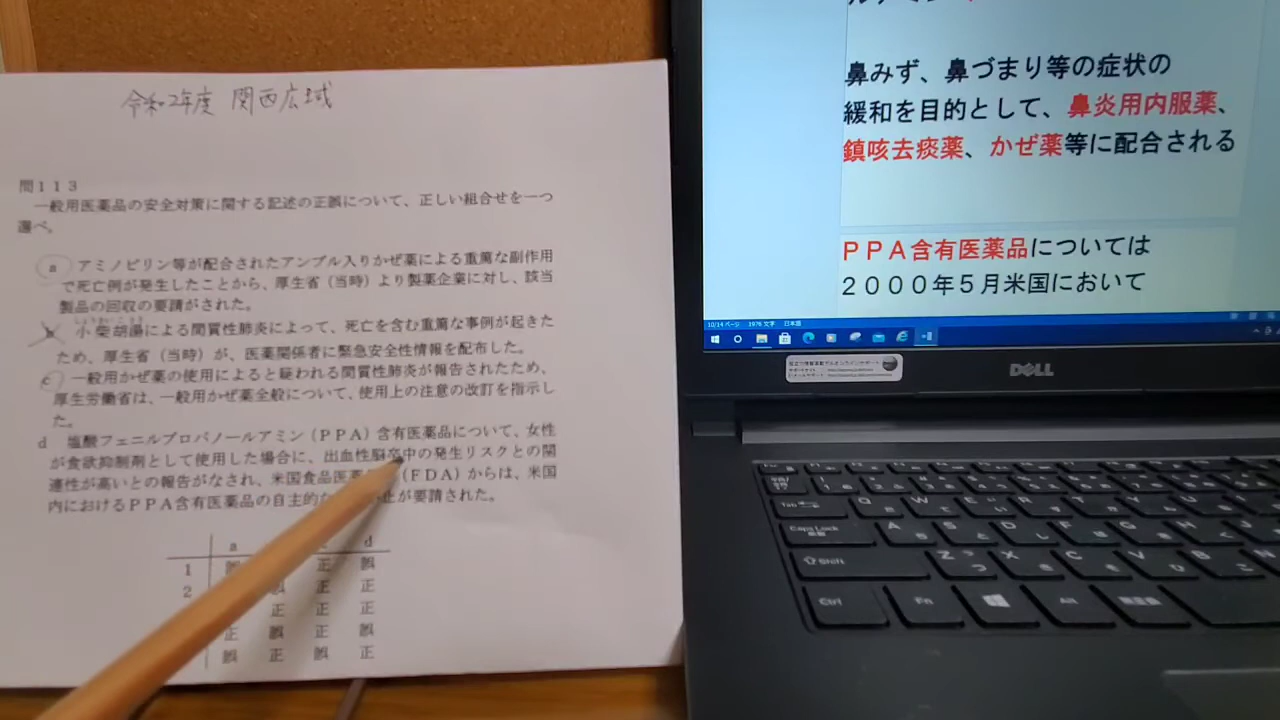 令和2年度 関西広域
問113
一般用医薬品の安全対策に関する記述の正誤について、正しい組合せを一つ
選べ。
a アミノピリン等が配合されたアンプル入りかぜ薬による重篤な副作用
で死亡例が発生したことから、厚生省(当時)より製薬企業に対し、該当
製品の回収の要請がされた。
b 小柴胡湯による間質性肺炎によって、死亡を含む重篤な事例が起きた
ため、厚生省(当時)が、医薬関係者に緊急安全性情報を配布した。
c 一般用かぜ薬の使用によると疑われる間質性肺炎が報告されたため、
厚生労働省は、一般用かぜ薬全般について、使用上の注意の改訂を指示し
た。
d 塩酸フェニルプロパノールアミン(PPA)含有医薬品について、女性
が食欲抑制剤として使用した場合に、出血性脳卒中の発生リスクとの関
連性が高いとの報告がなされ、米国食品医薬 (FDA)からは、米国
内におけるPPA含有医薬品の自主的な 止が要請された。
a d
1 誤 正 誤
2 誤 正 正
正 正 正
正 誤 正 誤
誤 正 誤 正
鼻みず、鼻づまり等の症状の
緩和を目的として、鼻炎用内服薬、
鎮咳去痰薬、かぜ薬等に配合される
PPA含有医薬品については
2000年5月米国において
10/14 ページ 3976 文字 日本語
DELL
Caps Lock
Shift
Ctrl
Fn
Alt
Tab
Q W E R T Y U
A S D F G H J
Z X C V B N